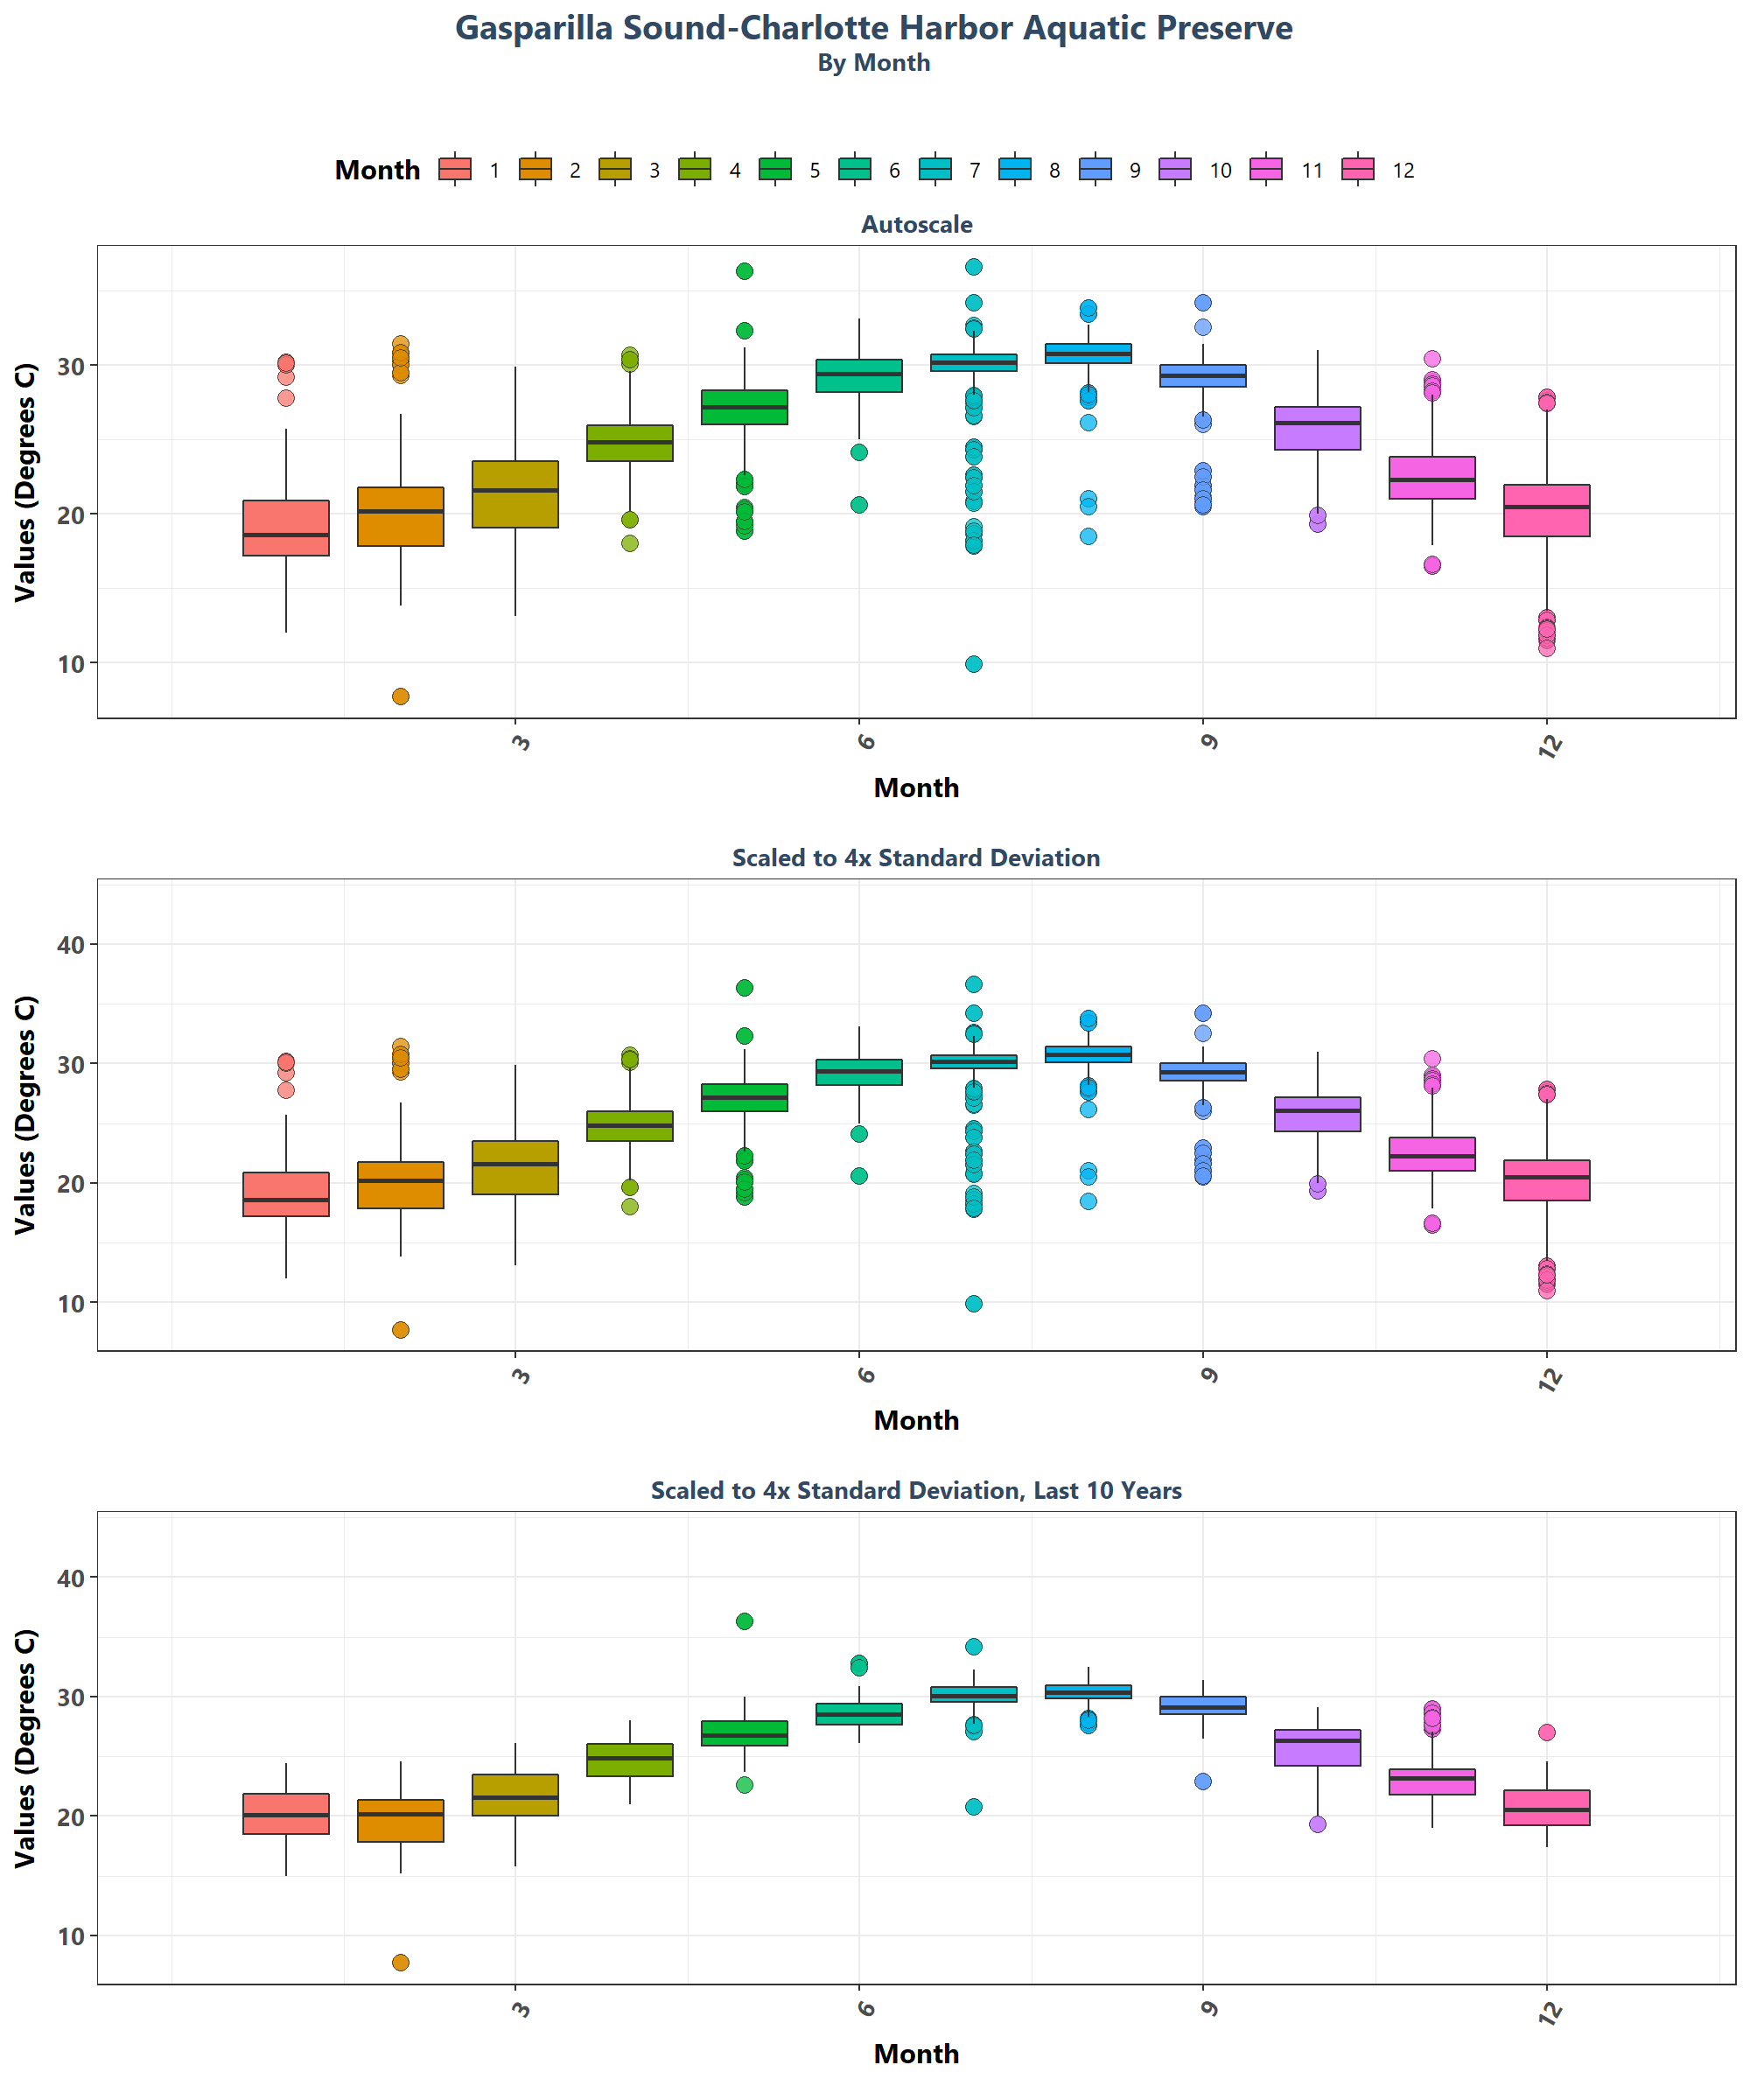 Gasparilla Sound-Charlotte Harbor Aquatic Preserve
By Month
Month 1 2 3 4 5 6 7 8 9 10 11 12
Autoscale
Values (Degrees C)
30
20
10
3 6 9 12
Month
Scaled to 4x Standard Deviation
Values (Degrees C)
40
30
20
10
3 6 9 12
Month
Scaled to 4x Standard Deviation, Last 10 Years
Values (Degrees C)
40
30
20
10
3 6 9 12
Month